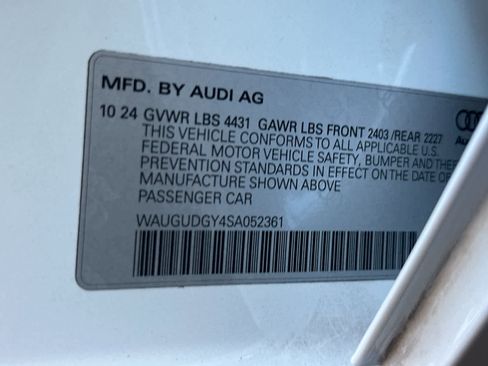 MFD. BY AUDI AG
10 24 GVWR LBS 4431 GAWR LBS FRONT 2403 /REAR 2227
THIS VEHICLE CONFORMS TO ALL APPLICABLE U.S.
FEDERAL MOTOR VEHICLE SAFETY, BUMPER AND
PREVENTION STANDARDS IN EFFECT ON THE DATE OF
MANUFACTURE SHOWN ABOVE
PASSENGER CAR
WAUGUDGY4SA052361